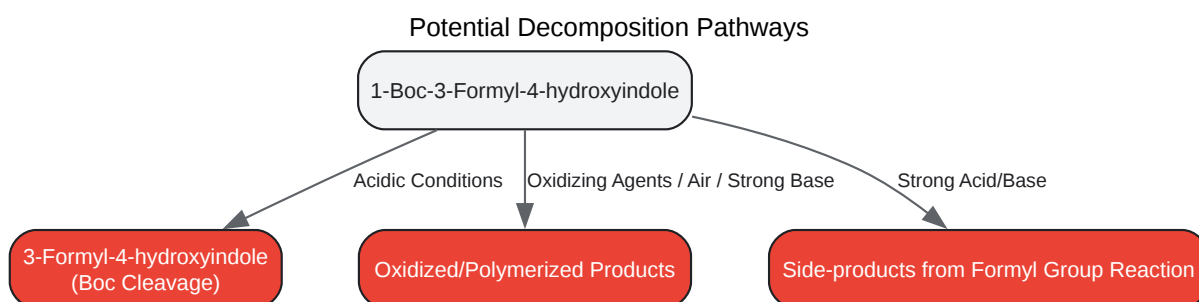 Potential Decomposition Pathways
1-Boc-3-Formyl-4-hydroxyindole
Acidic Conditions
Oxidizing Agents / Air / Strong Base
Strong Acid/Base
3-Formyl-4-hydroxyindole
(Boc Cleavage)
Oxidized/Polymerized Products
Side-products from Formyl Group Reaction